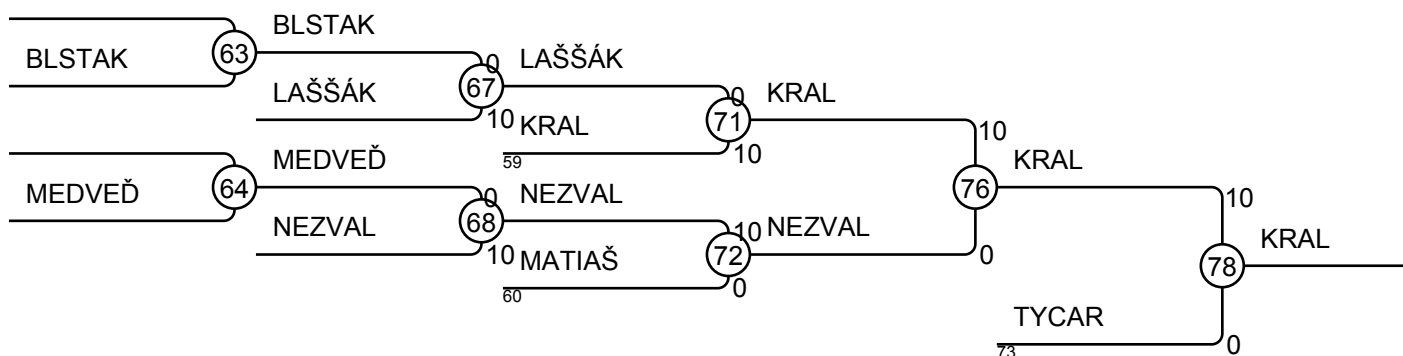 BLSTAK
BLSTAK
63
0
LAŠŠÁK
LAŠŠÁK
67
0
KRAL
10
KRAL
71
10
59
10
MEDVEĎ
KRAL
MEDVEĎ
64
0
NEZVAL
76
10
NEZVAL
68
10
NEZVAL
KRAL
10
MATIAŠ
72
0
78
60
0
TYCAR
73
0